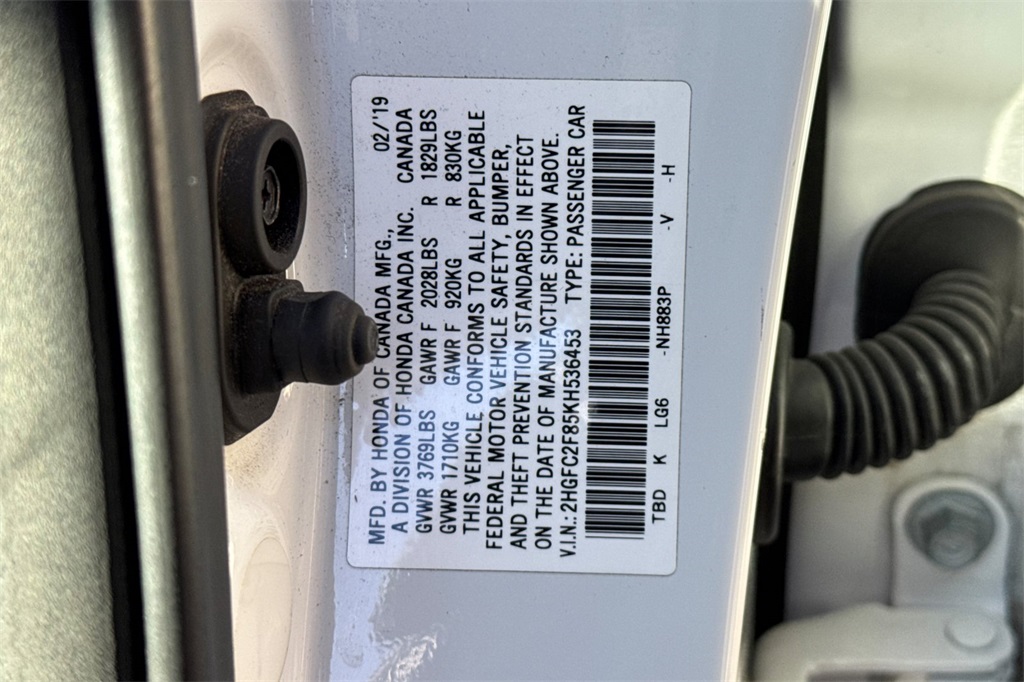 MFD. BY HONDA OF CANADA MFG., 02/'19
A DIVISION OF HONDA CANADA INC. CANADA
GVWR 3769LBS GAWR F 2028LBS R 1829LBS
GVWR 1710KG GAWR F 920KG R 830KG
THIS VEHICLE CONFORMS TO ALL APPLICABLE
FEDERAL MOTOR VEHICLE SAFETY, BUMPER,
AND THEFT PREVENTION STANDARDS IN EFFECT
ON THE DATE OF MANUFACTURE SHOWN ABOVE.
V.I.N.: 2HGFC2F85KH536453 TYPE: PASSENGER CAR
TBD K LG6 -NH883P -V -H